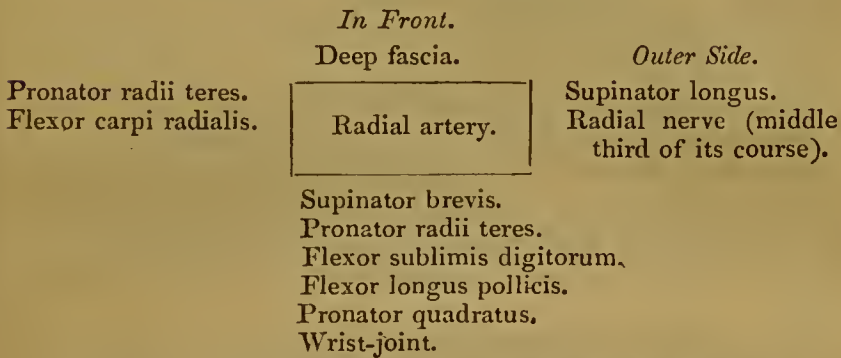 In Front.
Deep fascia.
Outer Side.
Pronator radii teres.
Flexor carpi radialis.
Radial artery.
Supinator longus.
Radial nerve (middle
third of its course).
Supinator brevis.
Pronator radii teres.
Flexor sublimis digitorum.
Flexor longus pollicis.
Pronator quadratus.
Wrist-joint.